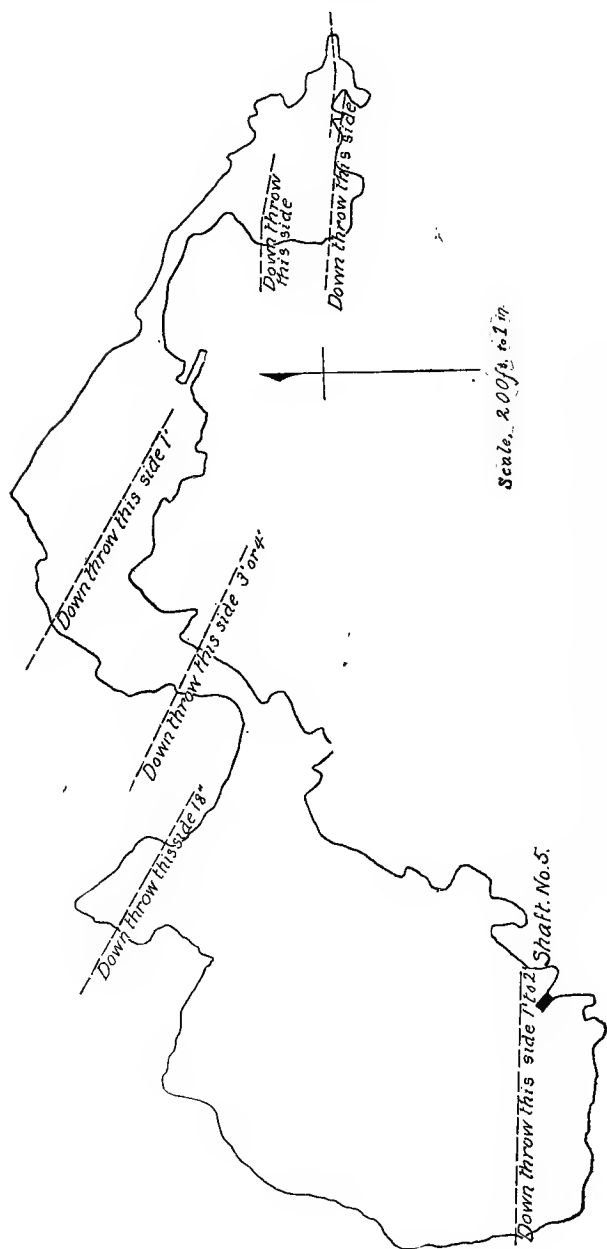 Down throw
this side
Down throw this side
Down throw this side 1'
Down throw this side 3' or 4'
Down throw this side 18"
Down throw this side 1' to 2'
Shaft. No. 5.
Scale, 200 fs. to 1 in.